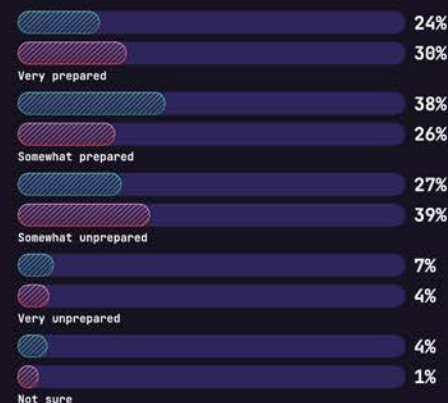 24%
30%
Very prepared
38%
26%
Somewhat prepared
27%
39%
Somewhat unprepared
7%
4%
Very unprepared
4%
1%
Not sure